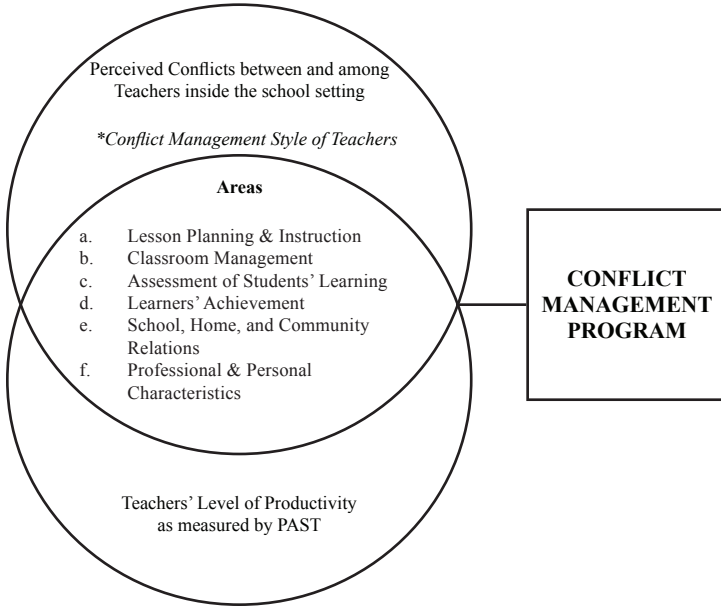 Perceived Conflicts between and among
Teachers inside the school setting
*Conflict Management Style of Teachers
Areas
a. Lesson Planning & Instruction
b. Classroom Management
c. Assessment of Students' Learning
d. Learners' Achievement
e. School, Home, and Community
Relations
f. Professional & Personal
Characteristics
Teachers' Level of Productivity
as measured by PAST
CONFLICT
MANAGEMENT
PROGRAM